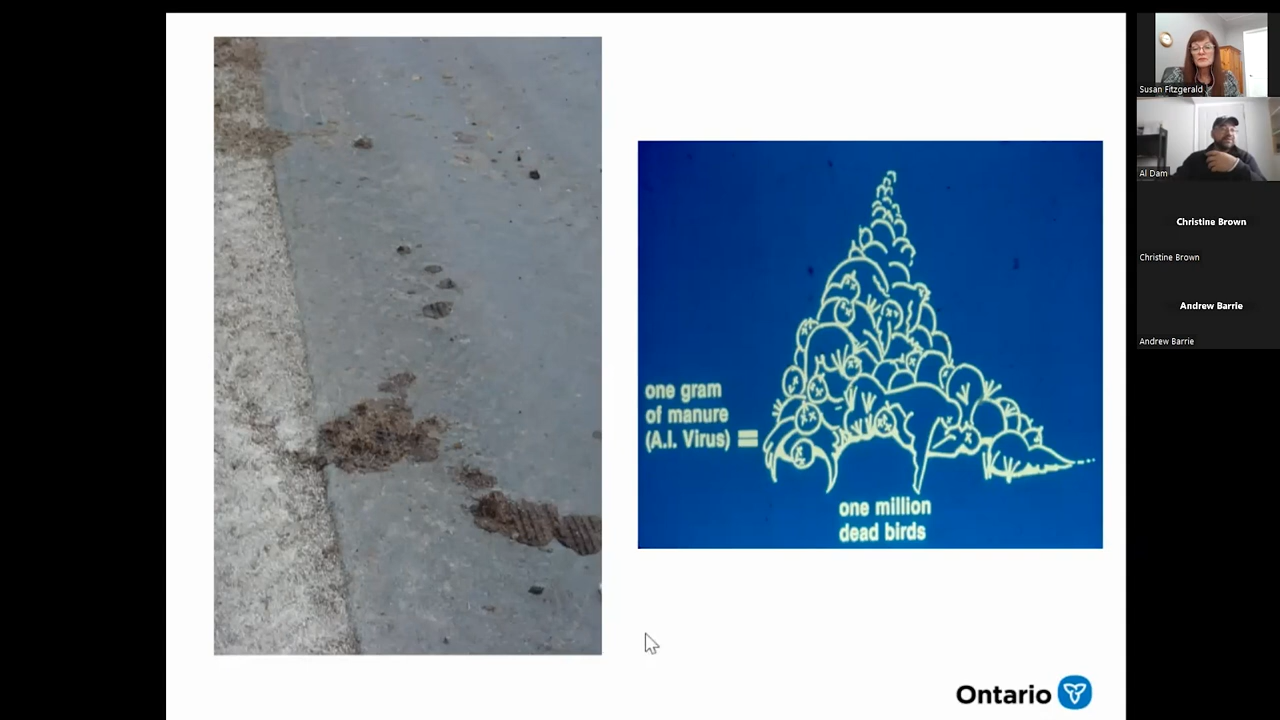 one gram
of manure
(A.I. Virus) =
one million
dead birds
Ontario
Susan Fitzgerald
Al Dam
Christine Brown
Christine Brown
Andrew Barrie
Andrew Barrie